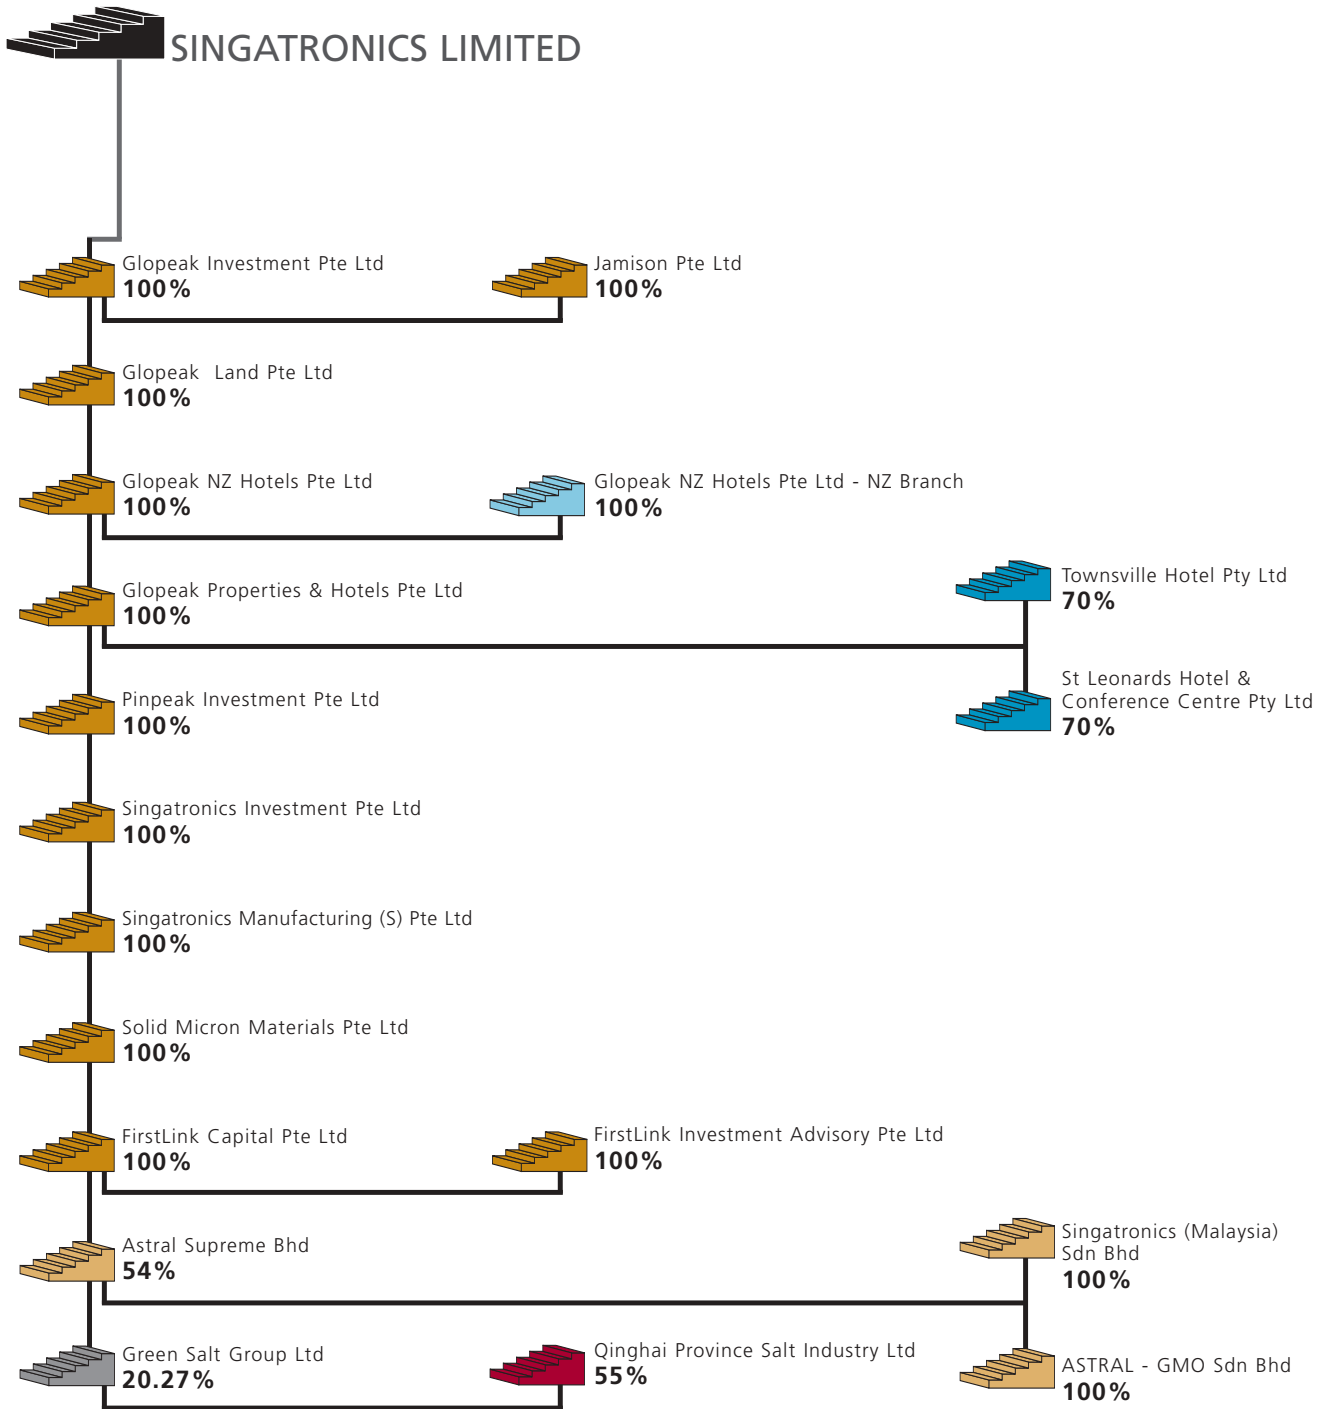 SINGATRONICS LIMITED
Glopeak Investment Pte Ltd
100%
Jamison Pte Ltd
100%
Glopeak Land Pte Ltd
100%
Glopeak NZ Hotels Pte Ltd
100%
Glopeak NZ Hotels Pte Ltd - NZ Branch
100%
Glopeak Properties & Hotels Pte Ltd
100%
Townsville Hotel Pty Ltd
70%
St Leonards Hotel &
Conference Centre Pty Ltd
70%
Pinpeak Investment Pte Ltd
100%
Singatronics Investment Pte Ltd
100%
Singatronics Manufacturing (S) Pte Ltd
100%
Solid Micron Materials Pte Ltd
100%
FirstLink Capital Pte Ltd
100%
FirstLink Investment Advisory Pte Ltd
100%
Astral Supreme Bhd
54%
Singatronics (Malaysia)
Sdn Bhd
100%
Green Salt Group Ltd
20.27%
Qinghai Province Salt Industry Ltd
55%
ASTRAL - GMO Sdn Bhd
100%